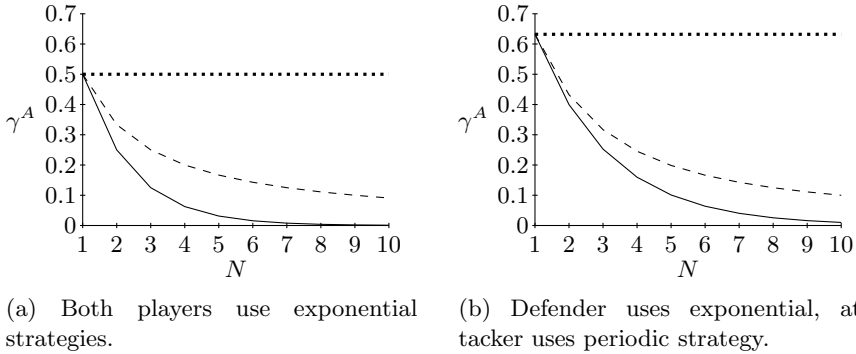 0.7
0.6
0.5
0.4
0.3
0.2
0.1
0
γ^A
1 2 3 4 5 6 7 8 9 10
N
(a) Both players use exponential
strategies.
0.7
0.6
0.5
0.4
0.3
0.2
0.1
0
γ^A
1 2 3 4 5 6 7 8 9 10
N
(b) Defender uses exponential, at
tacker uses periodic strategy.